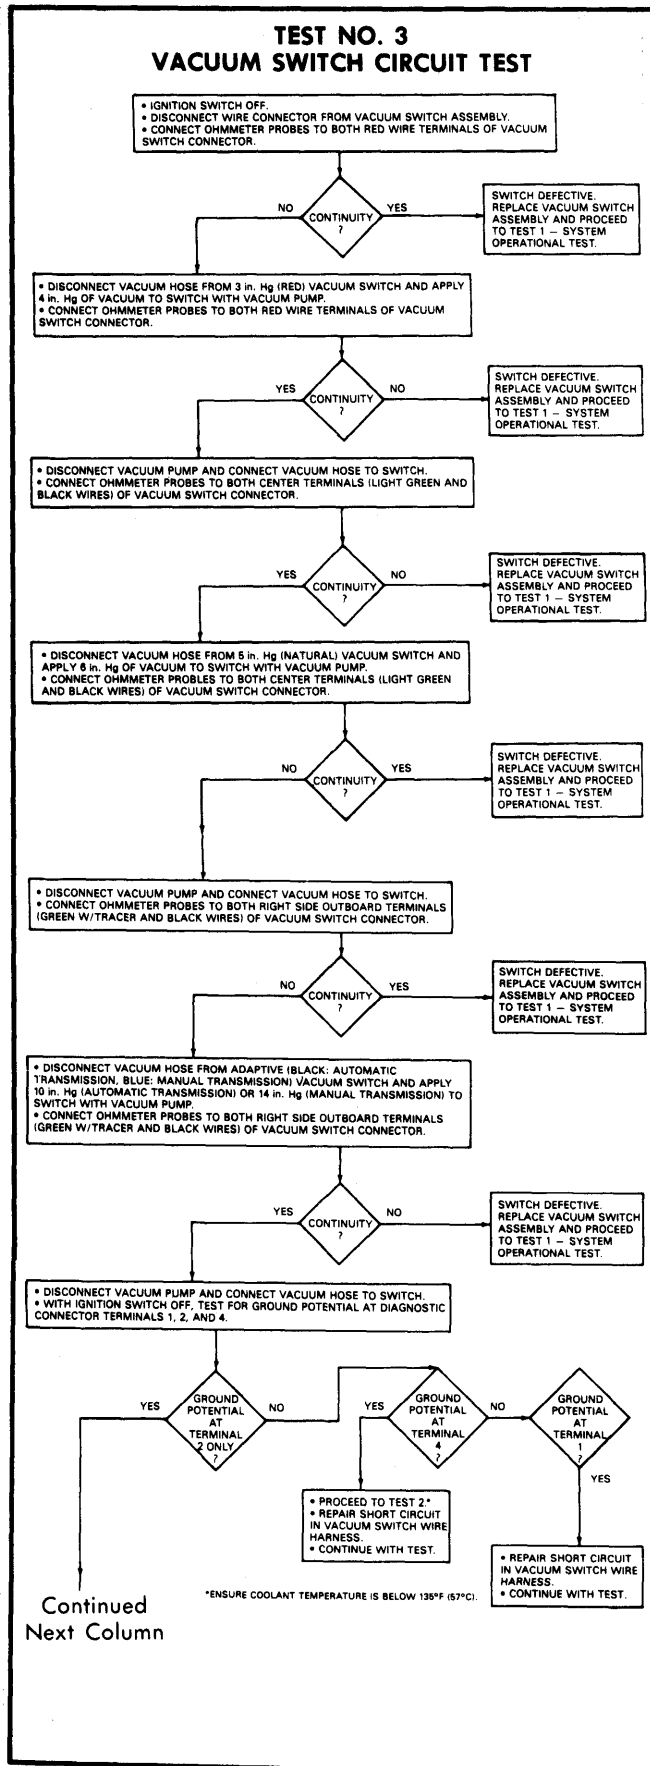 TEST NO. 3
VACUUM SWITCH CIRCUIT TEST
• IGNITION SWITCH OFF.
• DISCONNECT WIRE CONNECTOR FROM VACUUM SWITCH ASSEMBLY.
• CONNECT OHMMETER PROBES TO BOTH RED WIRE TERMINALS OF VACUUM
SWITCH CONNECTOR.
NO
CONTINUITY
?
YES
SWITCH DEFECTIVE.
REPLACE VACUUM SWITCH
ASSEMBLY AND PROCEED
TO TEST 1 — SYSTEM
OPERATIONAL TEST.
• DISCONNECT VACUUM HOSE FROM 3 in. Hg (RED) VACUUM SWITCH AND APPLY
4 in. Hg OF VACUUM TO SWITCH WITH VACUUM PUMP.
• CONNECT OHMMETER PROBES TO BOTH RED WIRE TERMINALS OF VACUUM
SWITCH CONNECTOR.
YES
CONTINUITY
?
NO
SWITCH DEFECTIVE.
REPLACE VACUUM SWITCH
ASSEMBLY AND PROCEED
TO TEST 1 — SYSTEM
OPERATIONAL TEST.
• DISCONNECT VACUUM PUMP AND CONNECT VACUUM HOSE TO SWITCH.
• CONNECT OHMMETER PROBES TO BOTH CENTER TERMINALS (LIGHT GREEN AND
BLACK WIRES) OF VACUUM SWITCH CONNECTOR.
YES
CONTINUITY
?
NO
SWITCH DEFECTIVE.
REPLACE VACUUM SWITCH
ASSEMBLY AND PROCEED
TO TEST 1 — SYSTEM
OPERATIONAL TEST.
• DISCONNECT VACUUM HOSE FROM 5 in. Hg (NATURAL) VACUUM SWITCH AND
APPLY 6 in. Hg OF VACUUM TO SWITCH WITH VACUUM PUMP.
• CONNECT OHMMETER PROBLES TO BOTH CENTER TERMINALS (LIGHT GREEN
AND BLACK WIRES) OF VACUUM SWITCH CONNECTOR.
NO
CONTINUITY
?
YES
SWITCH DEFECTIVE.
REPLACE VACUUM SWITCH
ASSEMBLY AND PROCEED
TO TEST 1 — SYSTEM
OPERATIONAL TEST.
• DISCONNECT VACUUM PUMP AND CONNECT VACUUM HOSE TO SWITCH.
• CONNECT OHMMETER PROBES TO BOTH RIGHT SIDE OUTBOARD TERMINALS
(GREEN W/TRACER AND BLACK WIRES) OF VACUUM SWITCH CONNECTOR.
NO
CONTINUITY
?
YES
SWITCH DEFECTIVE.
REPLACE VACUUM SWITCH
ASSEMBLY AND PROCEED
TO TEST 1 — SYSTEM
OPERATIONAL TEST.
• DISCONNECT VACUUM HOSE FROM ADAPTIVE (BLACK: AUTOMATIC
TRANSMISSION, BLUE: MANUAL TRANSMISSION) VACUUM SWITCH AND APPLY
10 in. Hg (AUTOMATIC TRANSMISSION) OR 14 in. Hg (MANUAL TRANSMISSION) TO
SWITCH WITH VACUUM PUMP.
• CONNECT OHMMETER PROBES TO BOTH RIGHT SIDE OUTBOARD TERMINALS
(GREEN W/TRACER AND BLACK WIRES) OF VACUUM SWITCH CONNECTOR.
YES
CONTINUITY
?
NO
SWITCH DEFECTIVE.
REPLACE VACUUM SWITCH
ASSEMBLY AND PROCEED
TO TEST 1 — SYSTEM
OPERATIONAL TEST.
• DISCONNECT VACUUM PUMP AND CONNECT VACUUM HOSE TO SWITCH.
• WITH IGNITION SWITCH OFF, TEST FOR GROUND POTENTIAL AT DIAGNOSTIC
CONNECTOR TERMINALS 1, 2, AND 4.
YES
GROUND
POTENTIAL
AT
TERMINAL
2 ONLY
?
NO
YES
GROUND
POTENTIAL
AT
TERMINAL
4
?
NO
GROUND
POTENTIAL
AT
TERMINAL
1
?
YES
• PROCEED TO TEST 2.*
• REPAIR SHORT CIRCUIT
IN VACUUM SWITCH WIRE
HARNESS.
• CONTINUE WITH TEST.
• REPAIR SHORT CIRCUIT
IN VACUUM SWITCH WIRE
HARNESS.
• CONTINUE WITH TEST.
*ENSURE COOLANT TEMPERATURE IS BELOW 135°F (57°C).
Continued
Next Column